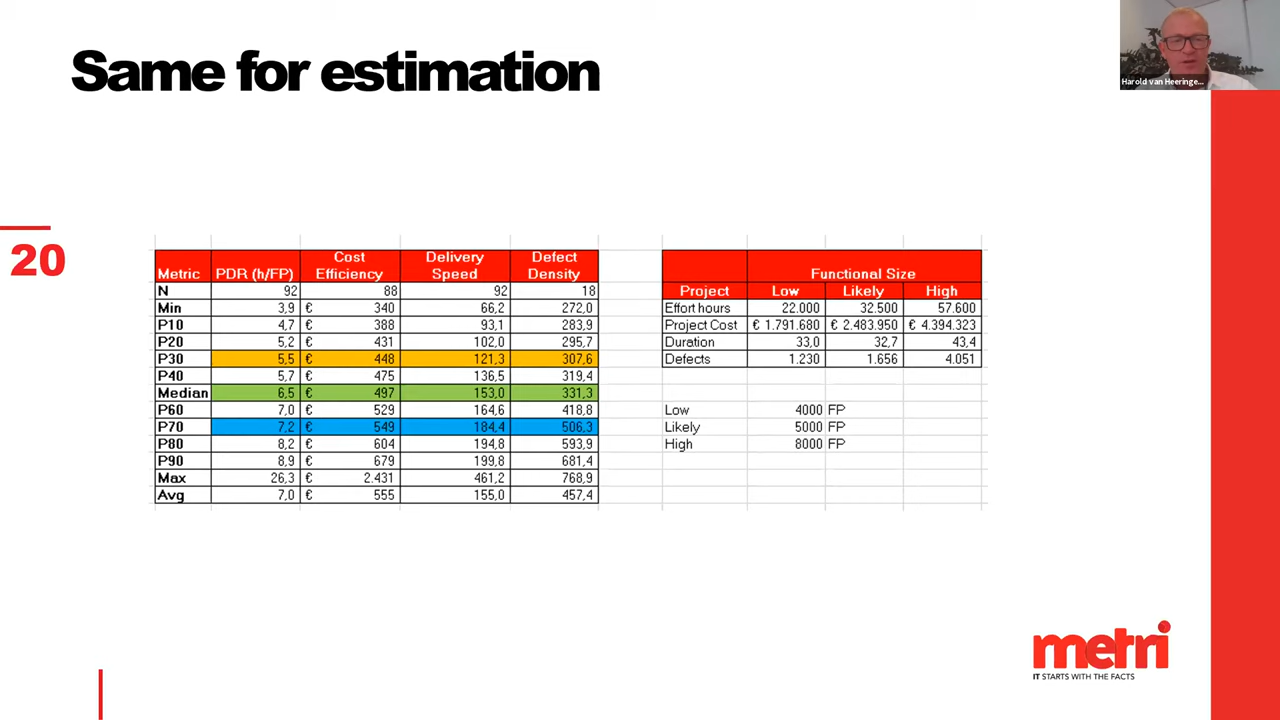 Same for estimation
Harold van Heeringe...
20
Metric PDR (h/FP) Cost Efficiency Delivery Speed Defect Density
N 92 88 92 18
Min 3,9 € 340 66,2 272,0
P10 4,7 € 388 93,1 283,9
P20 5,2 € 431 102,0 295,7
P30 5,5 € 448 121,3 307,6
P40 5,7 € 475 136,5 319,4
Median 6,5 € 497 153,0 331,3
P60 7,0 € 529 164,6 418,8
P70 7,2 € 549 184,4 506,3
P80 8,2 € 604 194,8 593,9
P90 8,9 € 679 199,8 681,4
Max 26,3 € 2.431 461,2 768,9
Avg 7,0 € 555 155,0 457,4
Functional Size
Project Low Likely High
Effort hours 22.000 32.500 57.600
Project Cost € 1.791.680 € 2.483.950 € 4.394.323
Duration 33,0 32,7 43,4
Defects 1.230 1.656 4.051
Low 4000 FP
Likely 5000 FP
High 8000 FP
metri
IT STARTS WITH THE FACTS